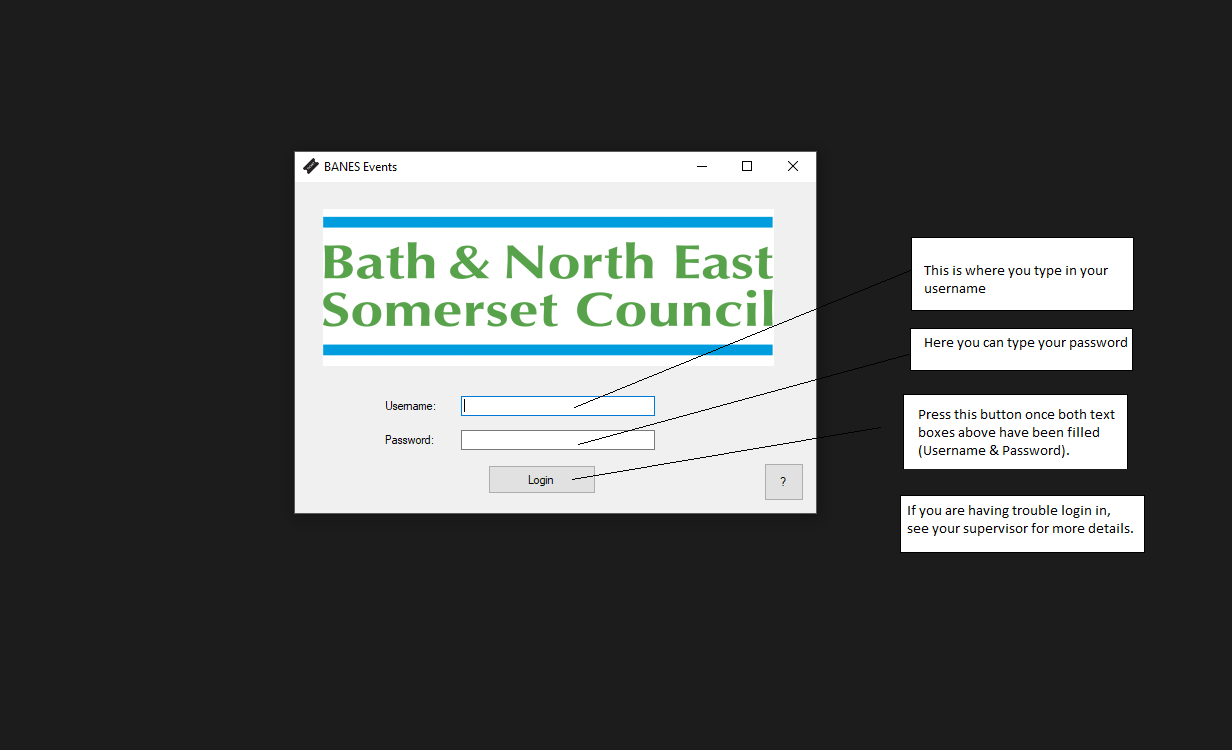 BANES Events
Bath & North East
Somerset Council
Username:
Password:
Login
?
This is where you type in your
username
Here you can type your password
Press this button once both text
boxes above have been filled
(Username & Password).
If you are having trouble login in,
see your supervisor for more details.